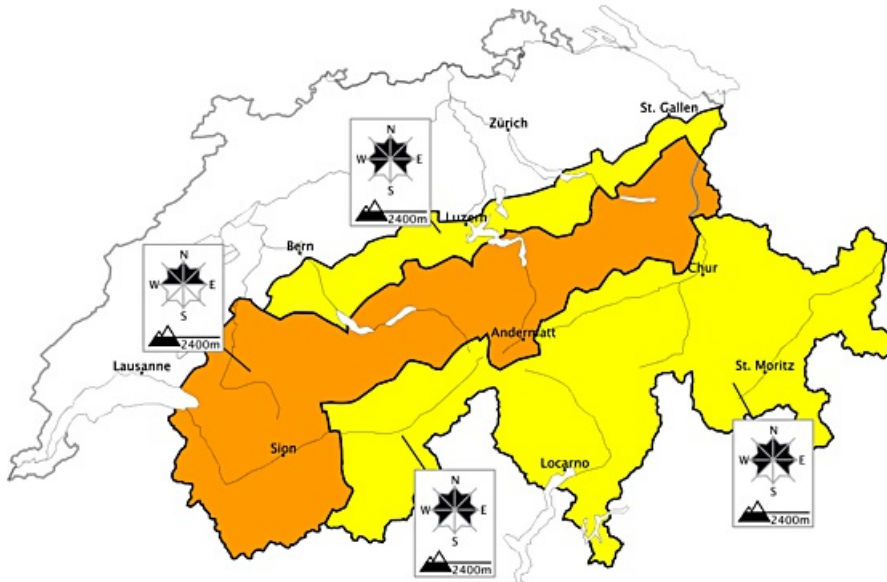 St. Gallen
Zürich
N
W E
S
2400m
Luzern
Bern
N
W E
S
2400m
Chur
Andermatt
Lausanne
St. Moritz
Sion
Locarno
N
W E
S
2400m
N
W E
S
2400m